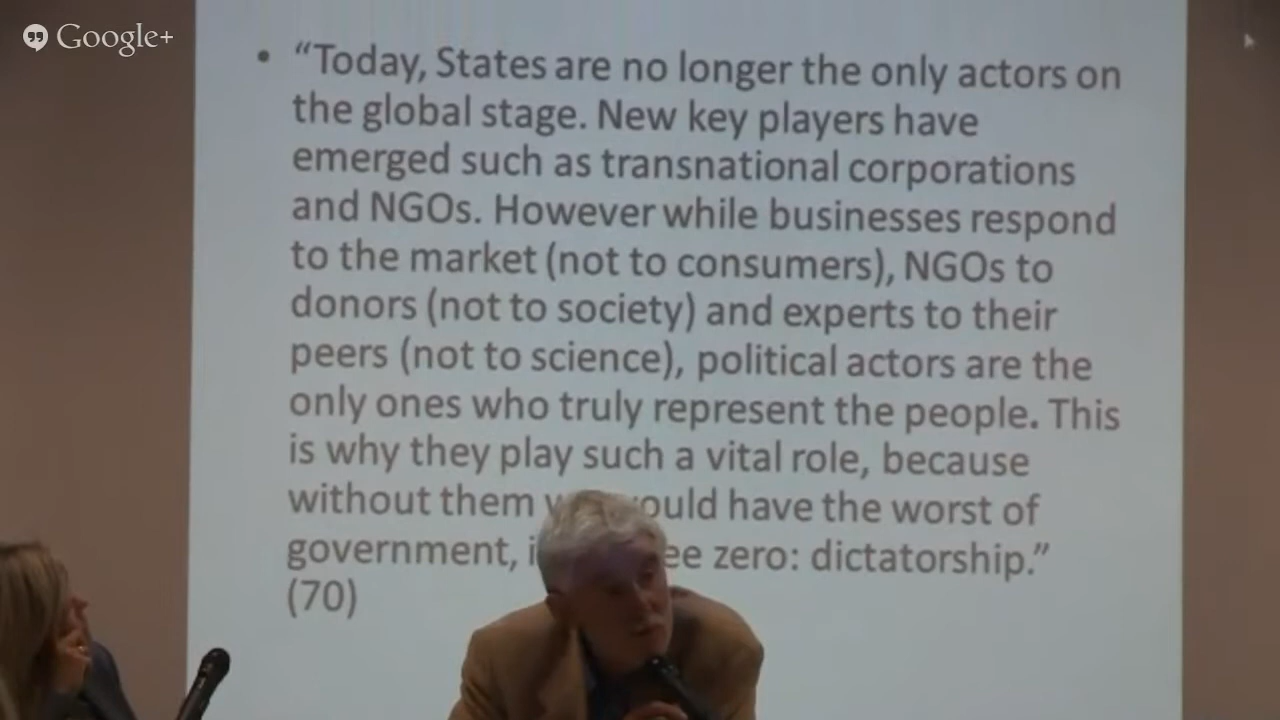 Google+
• “Today, States are no longer the only actors on
the global stage. New key players have
emerged such as transnational corporations
and NGOs. However while businesses respond
to the market (not to consumers), NGOs to
donors (not to society) and experts to their
peers (not to science), political actors are the
only ones who truly represent the people. This
is why they play such a vital role, because
without them would have the worst of
government, zero: dictatorship.”
(70)